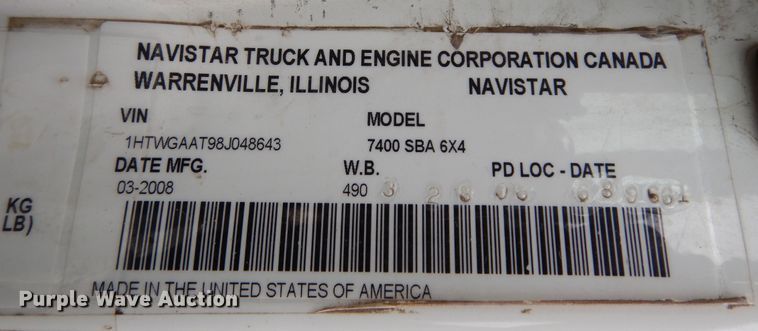 NAVISTAR TRUCK AND ENGINE CORPORATION CANADA
WARRENVILLE, ILLINOIS NAVISTAR
VIN MODEL
1HTWGAAT98J048643 7400 SBA 6X4
DATE MFG. W.B. PD LOC - DATE
03-2008 490
KG
LB)
MADE IN THE UNITED STATES OF AMERICA
Purple Wave Auction